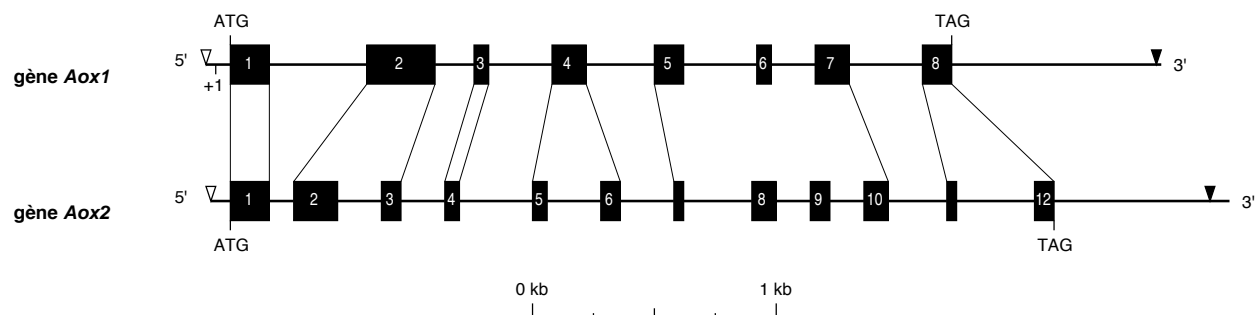 ATG TAG
5' 1 2 3 4 5 6 7 8 3'
gène Aox1
+1
5' 1 2 3 4 5 6 8 9 10 12 3'
gène Aox2
ATG TAG
0 kb 1 kb